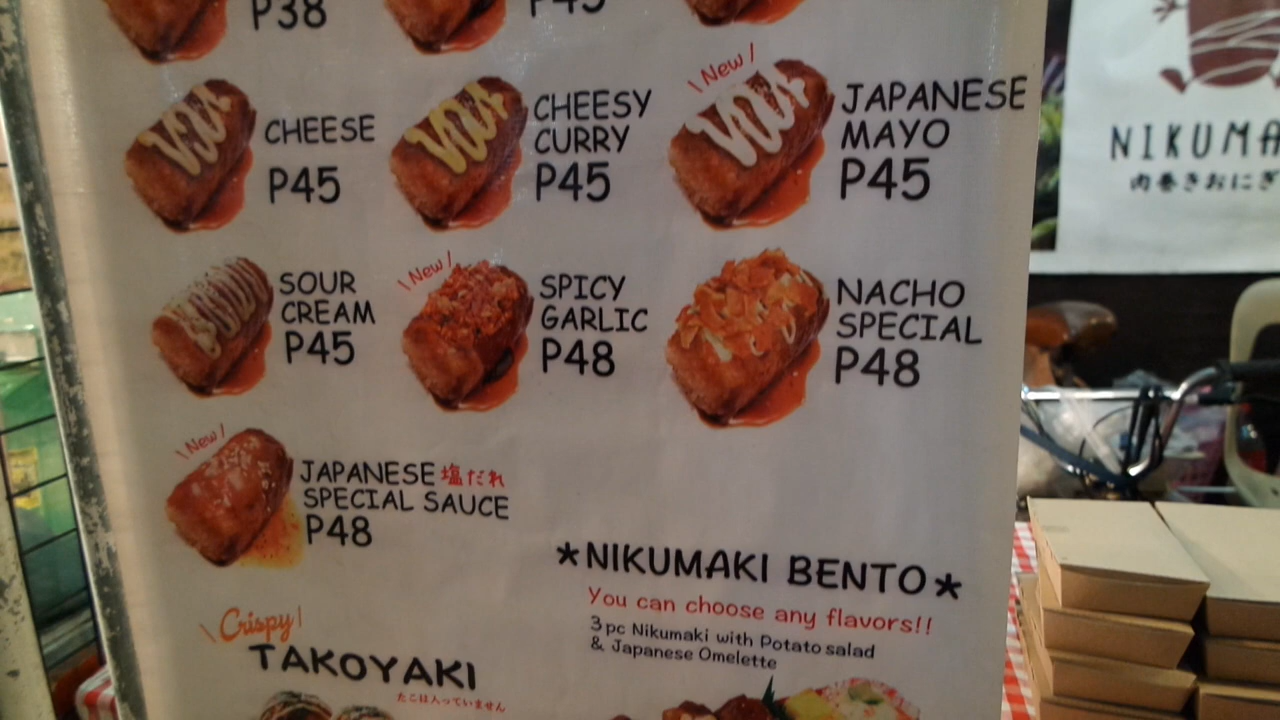 P38
P45
CHEESE
P45
CHEESY
CURRY
P45
New
JAPANESE
MAYO
P45
SOUR
CREAM
P45
New
SPICY
GARLIC
P48
NACHO
SPECIAL
P48
New
JAPANESE 塩だれ
SPECIAL SAUCE
P48
*NIKUMAKI BENTO*
You can choose any flavors!!
3pc Nikumaki with Potato salad
& Japanese Omelette
Crispy
TAKOYAKI
たこは入っていません
NIKUMA
肉巻きおにぎ